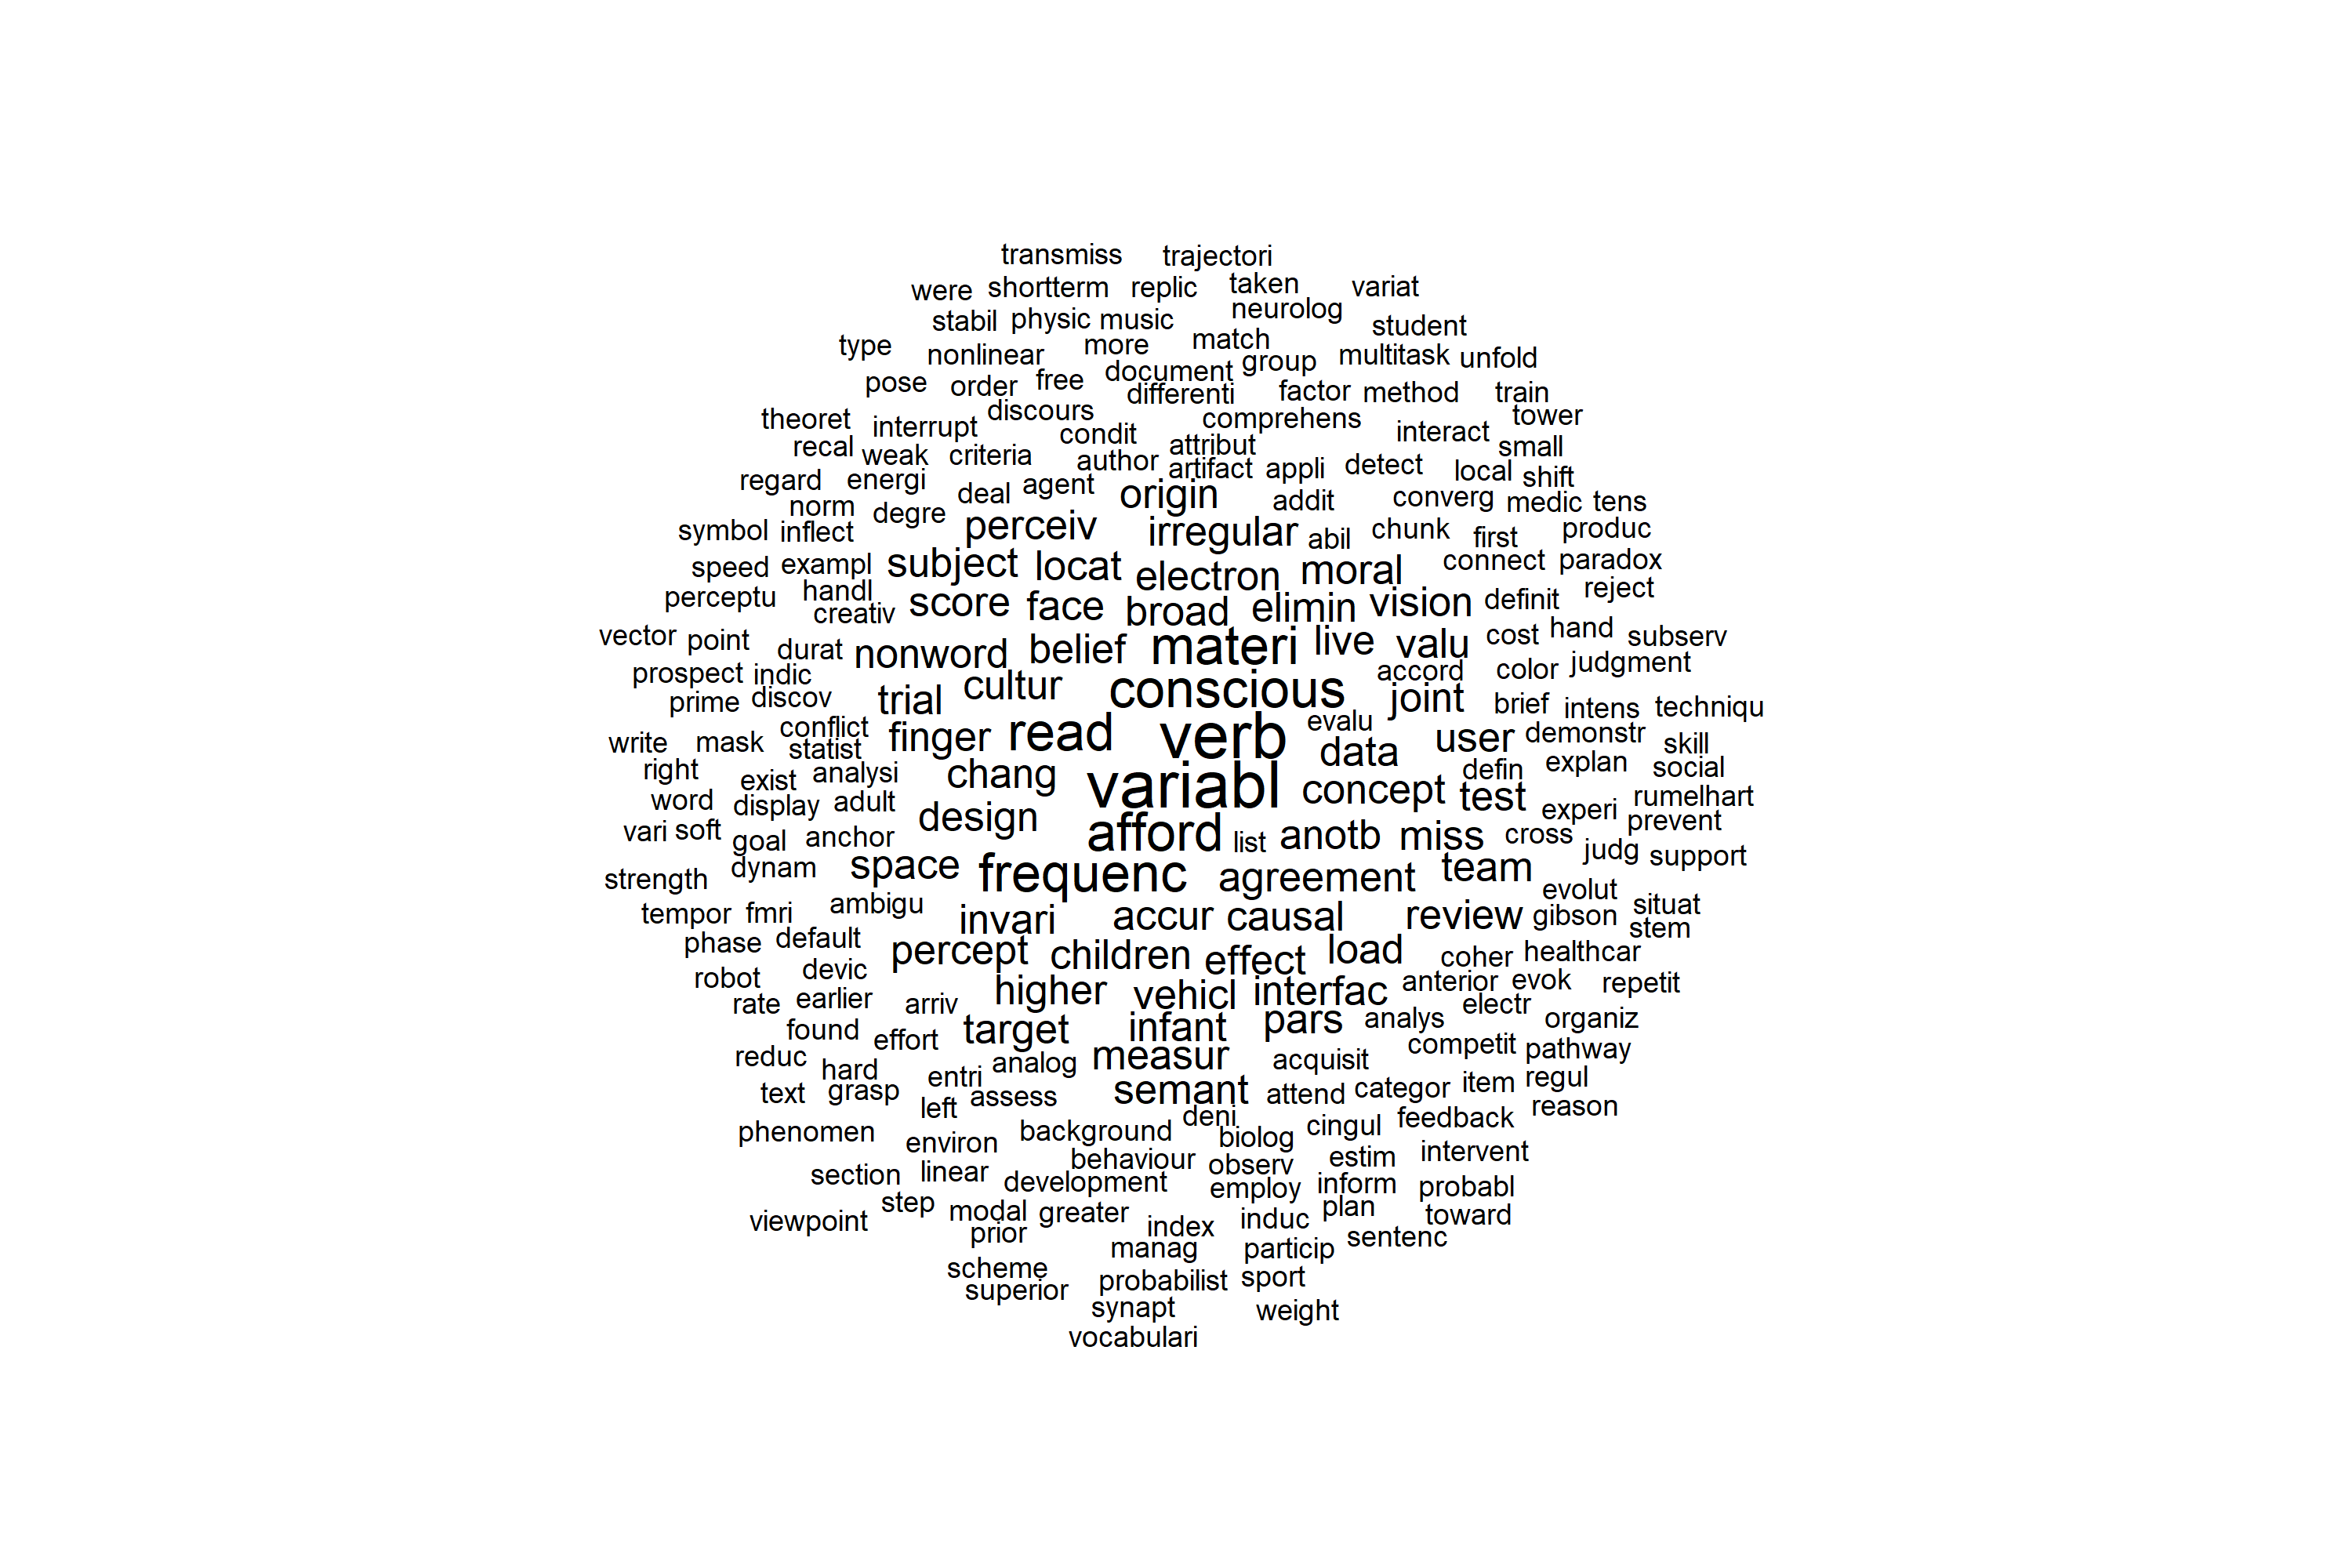 transmiss trajectori
were shortterm replic taken variat
stabil physic music neurolog student
type nonlinear more match group multitask unfold
pose order free document differenti factor method train
theoret interrupt discours condit comprehens interact tower
recal weak criteria author attribut artifact appli detect local small shift
regard energi deal agent origin addit converg medic tens
norm degre perceiv irregular abil chunk first produc
symbol inflect subject locat electron moral connect paradox
speed exampl handl score face broad elimin vision definit reject
perceptu creativ nonword belief materi live valu cost hand subserv
vector point durat cultur conscious accord color judgment
prospect indic trial joint brief intens techniqu
prime discov conflict finger read verb evalu data user demonstr skill
write mask statist chang defin explan social
right exist analysi variabl concept test experi rumelhart
word display adult design afford list anotb miss cross prevent
vari soft goal anchor space frequenc agreement team judg support
strength dynam evolut
tempor fmri ambigu invari accur causal review gibson situat stem
phase default percept children effect load coher healthcar
robot devic higher vehicl interfac anterior evok repetit
rate earlier arriv target infant pars analys electr organiz
found effort measur acquisit competit pathway
reduc hard entri analog semant attend categor item regul
text grasp left assess deni cingul feedback reason
phenomen environ background biolog estim intervent
section linear behaviour observ inform probabl
development employ plan toward
viewpoint step modal greater index induc sentenc
prior manag particip
scheme probabilist sport
superior synapt weight
vocabulari